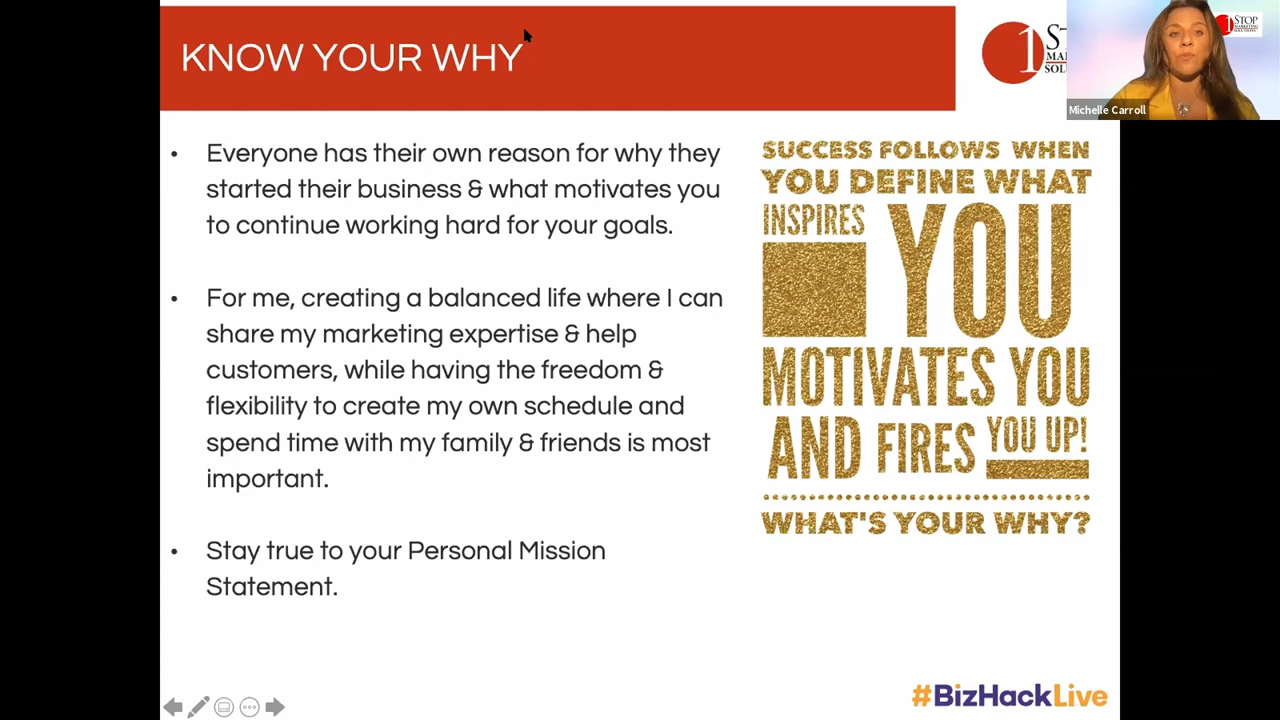 KNOW YOUR WHY
1 STOP
MARKETING
SOLUTIONS
Michelle Carroll
• Everyone has their own reason for why they
started their business & what motivates you
to continue working hard for your goals.
• For me, creating a balanced life where I can
share my marketing expertise & help
customers, while having the freedom &
flexibility to create my own schedule and
spend time with my family & friends is most
important.
• Stay true to your Personal Mission
Statement.
SUCCESS FOLLOWS WHEN
YOU DEFINE WHAT
INSPIRES YOU
MOTIVATES YOU
AND FIRES YOU UP!
WHAT'S YOUR WHY?
#BizHackLive